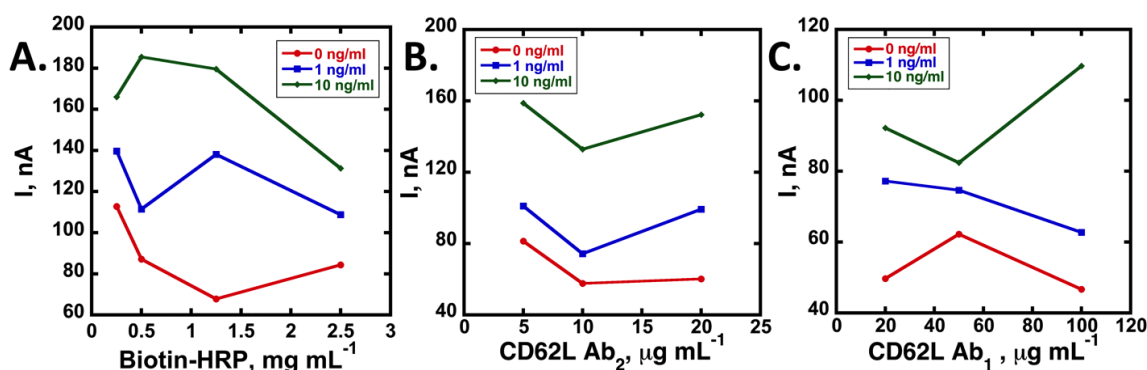 A.
200
180
160
140
120
100
80
60
0
0.5
1
1.5
2
2.5
3
I, nA
Biotin-HRP, mg mL⁻¹
0 ng/ml
1 ng/ml
10 ng/ml
B.
200
160
120
80
40
0
5
10
15
20
25
I, nA
CD62L Ab₂, μg mL⁻¹
0 ng/ml
1 ng/ml
10 ng/ml
C.
120
100
80
60
40
0
20
40
60
80
100
120
I, nA
CD62L Ab₁ , μg mL⁻¹
0 ng/ml
1 ng/ml
10 ng/ml